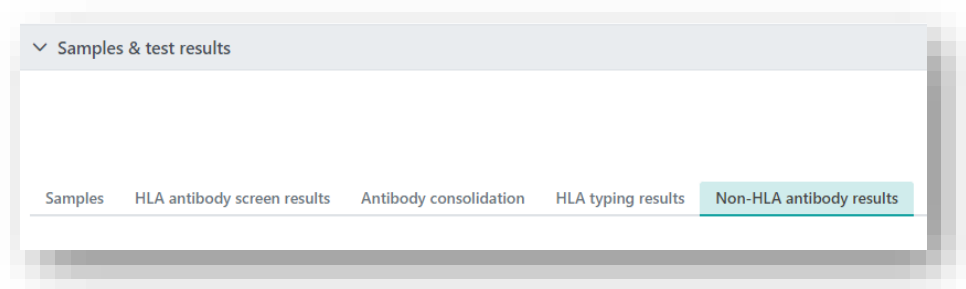 Samples & test results
Samples HLA antibody screen results Antibody consolidation HLA typing results Non-HLA antibody results